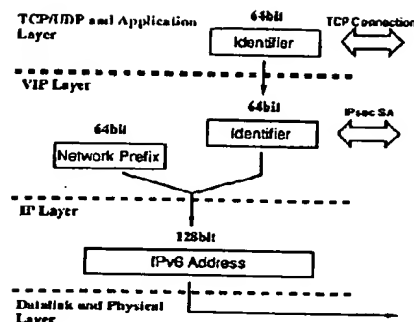 TCP/UDP and Application
Layer
64bit
Identifier
TCP Connection
VIP Layer
64bit
Identifier
IPsec SA
64bit
Network Prefix
IP Layer
128bit
IPv6 Address
Datalink and Physical
Layer